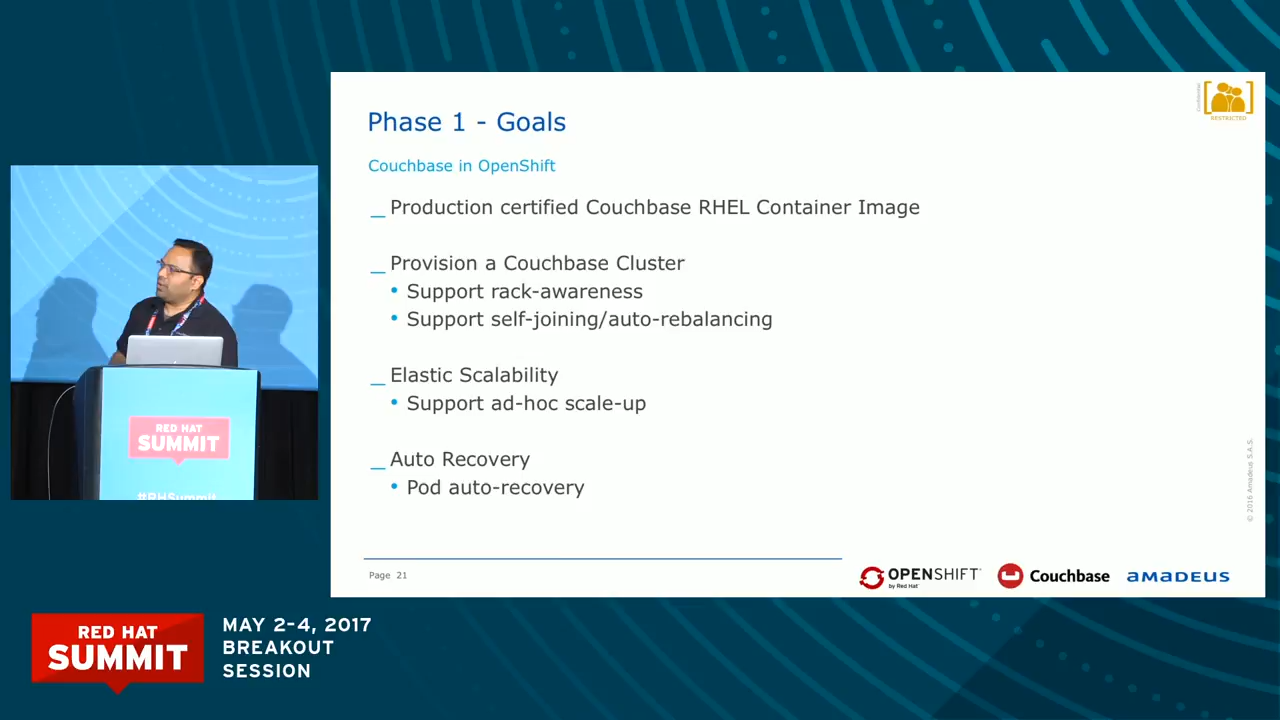 Confidential
RESTRICTED
Phase 1 - Goals
Couchbase in OpenShift
_ Production certified Couchbase RHEL Container Image
_ Provision a Couchbase Cluster
• Support rack-awareness
• Support self-joining/auto-rebalancing
_ Elastic Scalability
• Support ad-hoc scale-up
_ Auto Recovery
• Pod auto-recovery
© 2016 Amadeus S.A.S.
Page 21
OPENSHIFT
by Red Hat
Couchbase
amadeus
RED HAT
SUMMIT
#RHSummit
RED HAT
SUMMIT
MAY 2-4, 2017
BREAKOUT
SESSION